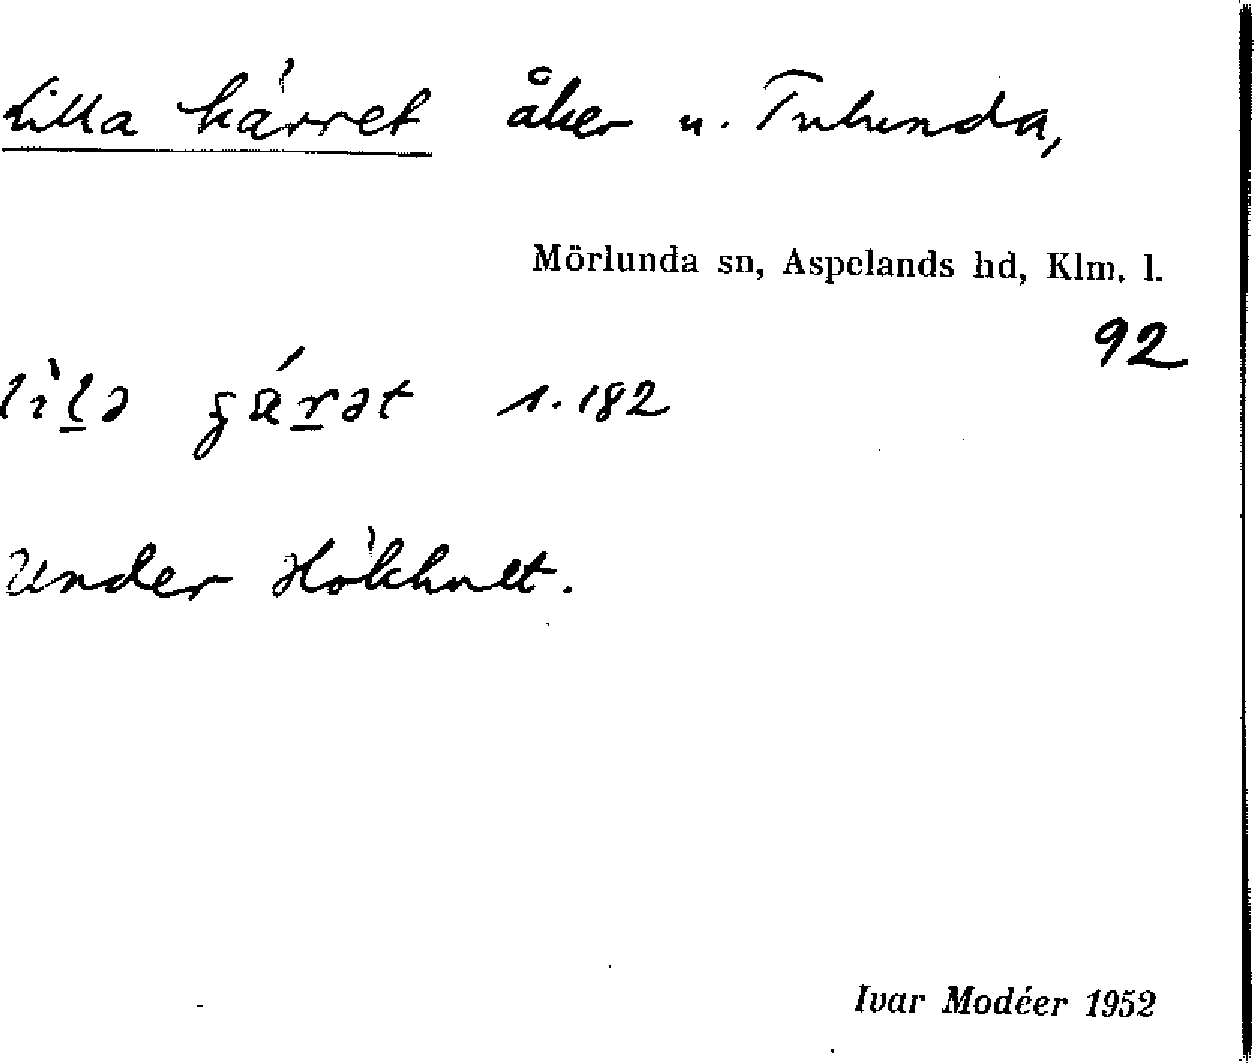 Lilla kärret åker u. Tulunda,
Mörlunda sn, Aspelands hd, Klm. l.
92
1.182
Under Hökhult.
Ivar Modéer 1952